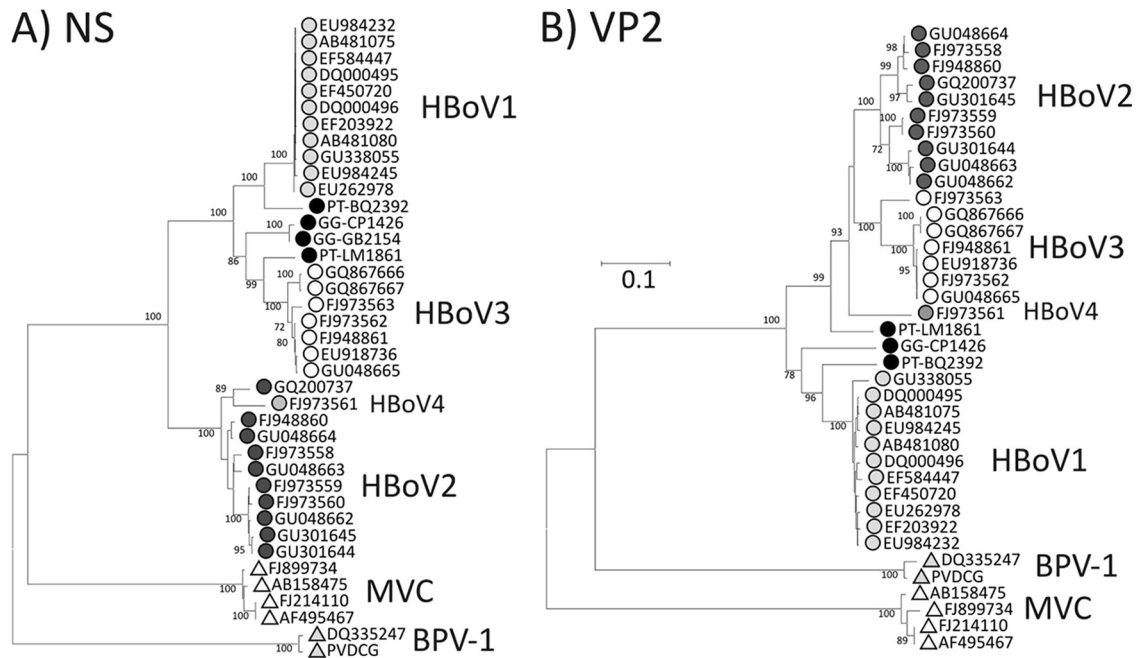 A) NS
EU984232
AB481075
EF584447
DQ000495
EF450720
DQ000496
EF203922
AB481080
GU338055
EU984245
EU262978
HBoV1
PT-BQ2392
GG-CP1426
GG-GB2154
PT-LM1861
GQ867666
GQ867667
FJ973563
FJ973562
FJ948861
EU918736
GU048665
HBoV3
GQ200737
FJ973561
HBoV4
FJ948860
GU048664
FJ973558
GU048663
FJ973559
FJ973560
GU048662
GU301645
GU301644
HBoV2
FJ899734
AB158475
FJ214110
AF495467
MVC
DQ335247
PVDCG
BPV-1
100
100
100
100
86
99
100
100
72
80
100
89
100
100
95
100
100
B) VP2
GU048664
FJ973558
FJ948860
GQ200737
GU301645
FJ973559
FJ973560
GU301644
GU048663
GU048662
HBoV2
FJ973563
GQ867666
GQ867667
FJ948861
EU918736
FJ973562
GU048665
HBoV3
FJ973561
HBoV4
PT-LM1861
GG-CP1426
PT-BQ2392
GU338055
DQ000495
AB481075
EU984245
AB481080
DQ000496
EF584447
EF450720
EU262978
EF203922
EU984232
HBoV1
DQ335247
PVDCG
BPV-1
AB158475
FJ899734
FJ214110
AF495467
MVC
98
99
97
100
100
72
100
93
100
100
100
95
99
100
78
96
100
100
100
89
0.1